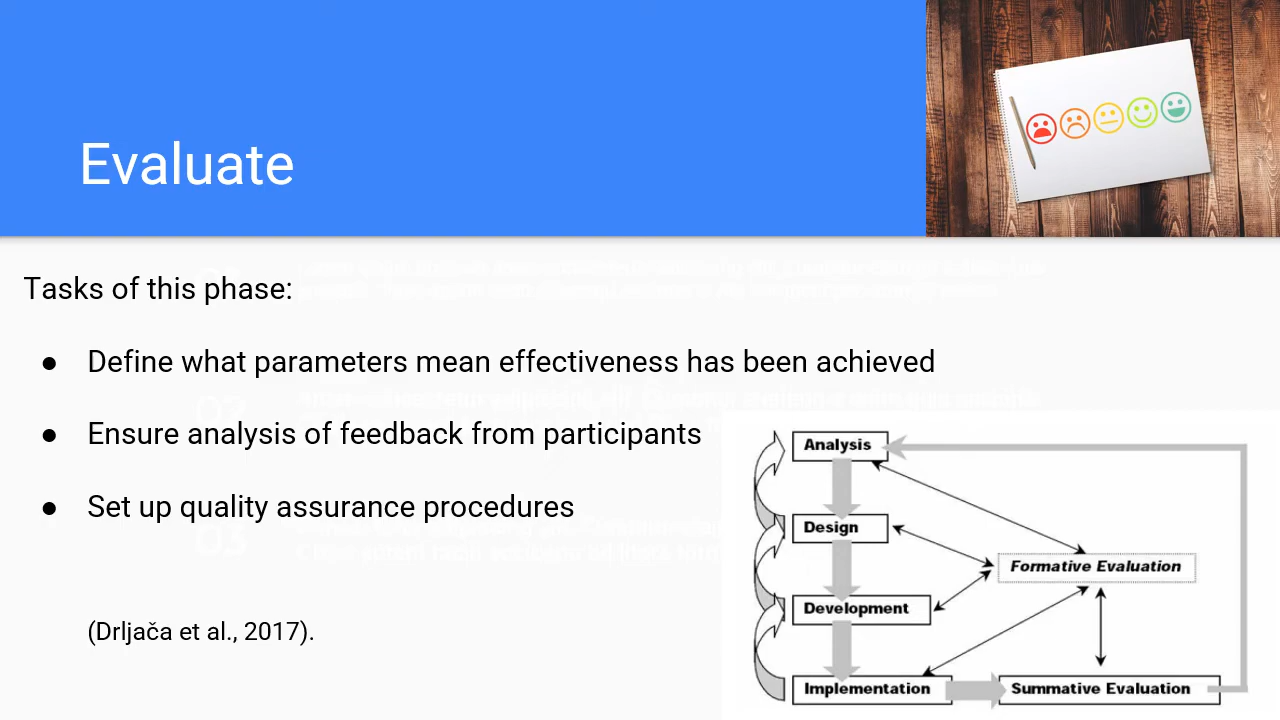 Evaluate
Tasks of this phase:
● Define what parameters mean effectiveness has been achieved
● Ensure analysis of feedback from participants
● Set up quality assurance procedures
(Drljača et al., 2017).
Analysis
Design
Formative Evaluation
Development
Implementation
Summative Evaluation